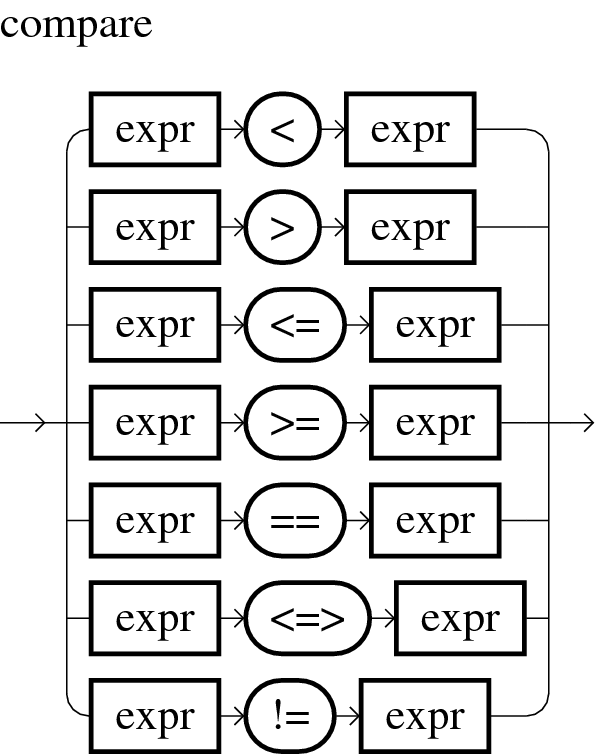 compare
expr < expr
expr > expr
expr <= expr
expr >= expr
expr == expr
expr <=> expr
expr != expr